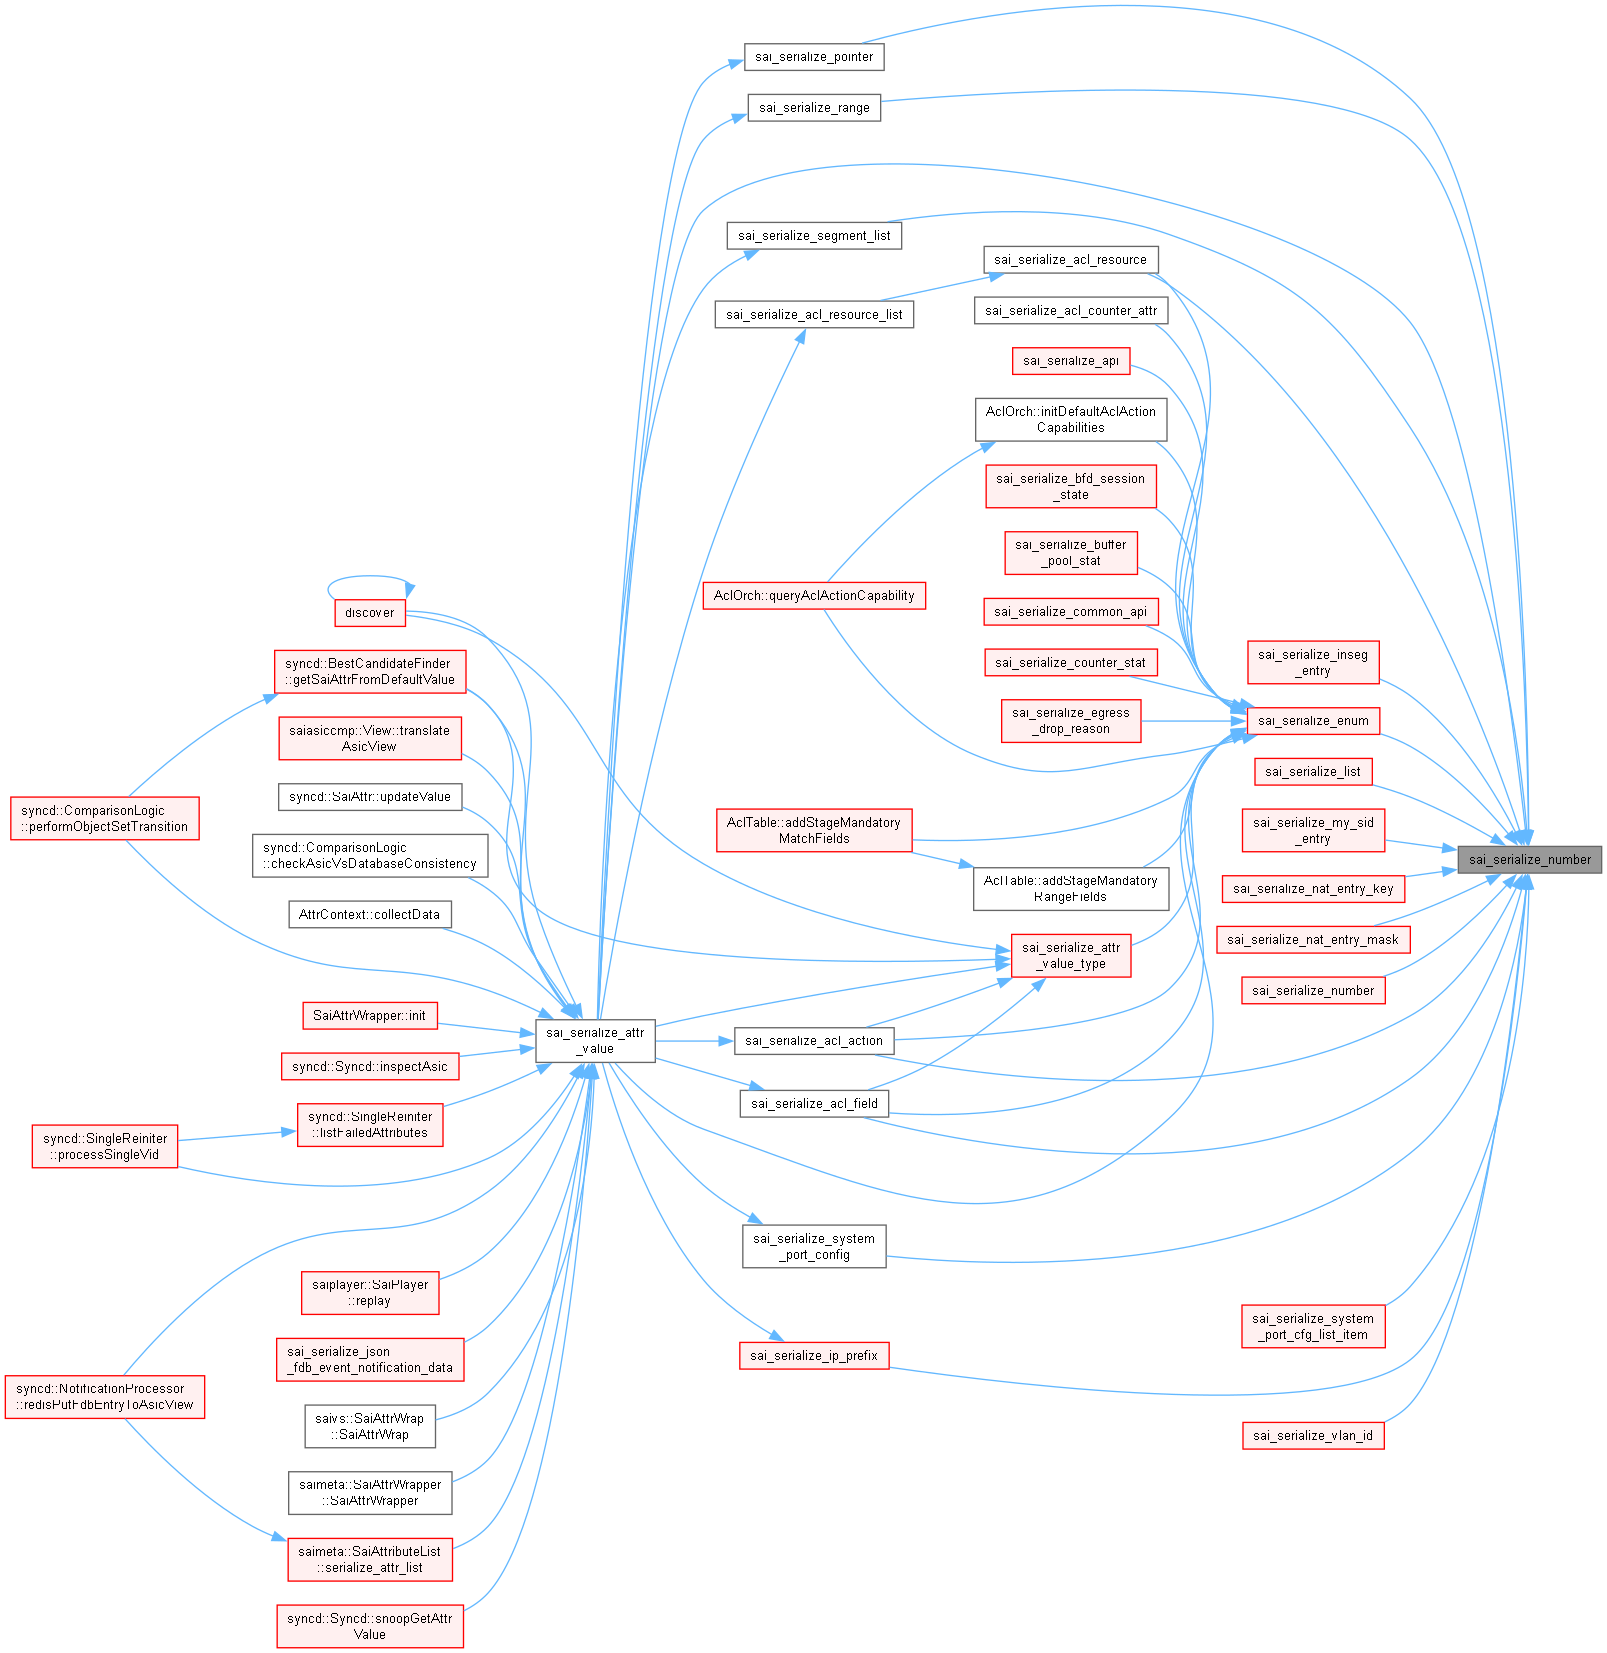 sai_serialize_pointer
sai_serialize_range
sai_serialize_segment_list
sai_serialize_acl_resource
sai_serialize_acl_resource_list
sai_serialize_acl_counter_attr
sai_serialize_api
AclOrch::initDefaultAclAction
Capabilities
sai_serialize_bfd_session
_state
sai_serialize_buffer
_pool_stat
AclOrch::queryAclActionCapability
sai_serialize_common_api
discover
sai_serialize_counter_stat
sai_serialize_inseg
_entry
syncd::BestCandidateFinder
::getSaiAttrFromDefaultValue
sai_serialize_egress
_drop_reason
sai_serialize_enum
saiasiccmp::View::translate
AsicView
sai_serialize_list
syncd::SaiAttr::updateValue
syncd::ComparisonLogic
::performObjectSetTransition
AclTable::addStageMandatory
MatchFields
sai_serialize_my_sid
_entry
syncd::ComparisonLogic
::checkAsicVsDatabaseConsistency
sai_serialize_number
AclTable::addStageMandatory
RangeFields
sai_serialize_nat_entry_key
AttrContext::collectData
sai_serialize_nat_entry_mask
sai_serialize_attr
_value_type
sai_serialize_number
SaiAttrWrapper::init
sai_serialize_attr
_value
sai_serialize_acl_action
syncd::Syncd::inspectAsic
sai_serialize_acl_field
syncd::SingleReiniter
::listFailedAttributes
syncd::SingleReiniter
::processSingleVid
sai_serialize_system
_port_config
saiplayer::SaiPlayer
::replay
sai_serialize_system
_port_cfg_list_item
sai_serialize_json
_fdb_event_notification_data
sai_serialize_ip_prefix
syncd::NotificationProcessor
::redisPutFdbEntryToAsicView
saivs::SaiAttrWrap
::SaiAttrWrap
sai_serialize_vlan_id
saimeta::SaiAttrWrapper
::SaiAttrWrapper
saimeta::SaiAttributeList
::serialize_attr_list
syncd::Syncd::snoopGetAttr
Value